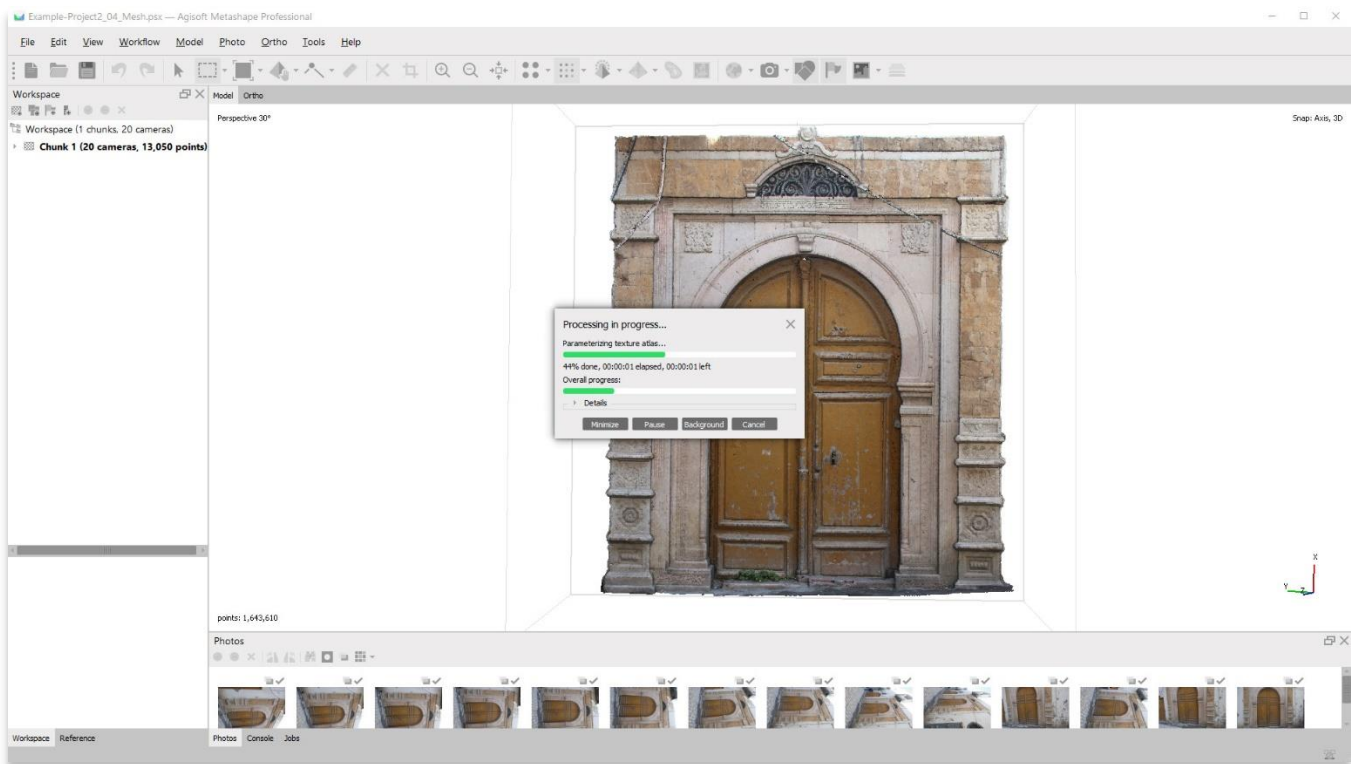 Example-Project2_04_Mesh.psx — Agisoft Metashape Professional
File Edit View Workflow Model Photo Ortho Tools Help
Workspace
Model Ortho
Perspective 30°
Snap: Axis, 3D
Workspace (1 chunks, 20 cameras)
Chunk 1 (20 cameras, 13,050 points)
Processing in progress...
Parameterizing texture atlas...
44% done, 00:00:01 elapsed, 00:00:01 left
Overall progress:
Details
Minimize Pause Background Cancel
X
Y
Z
points: 1,643,610
Photos
Workspace Reference
Photos Console Jobs